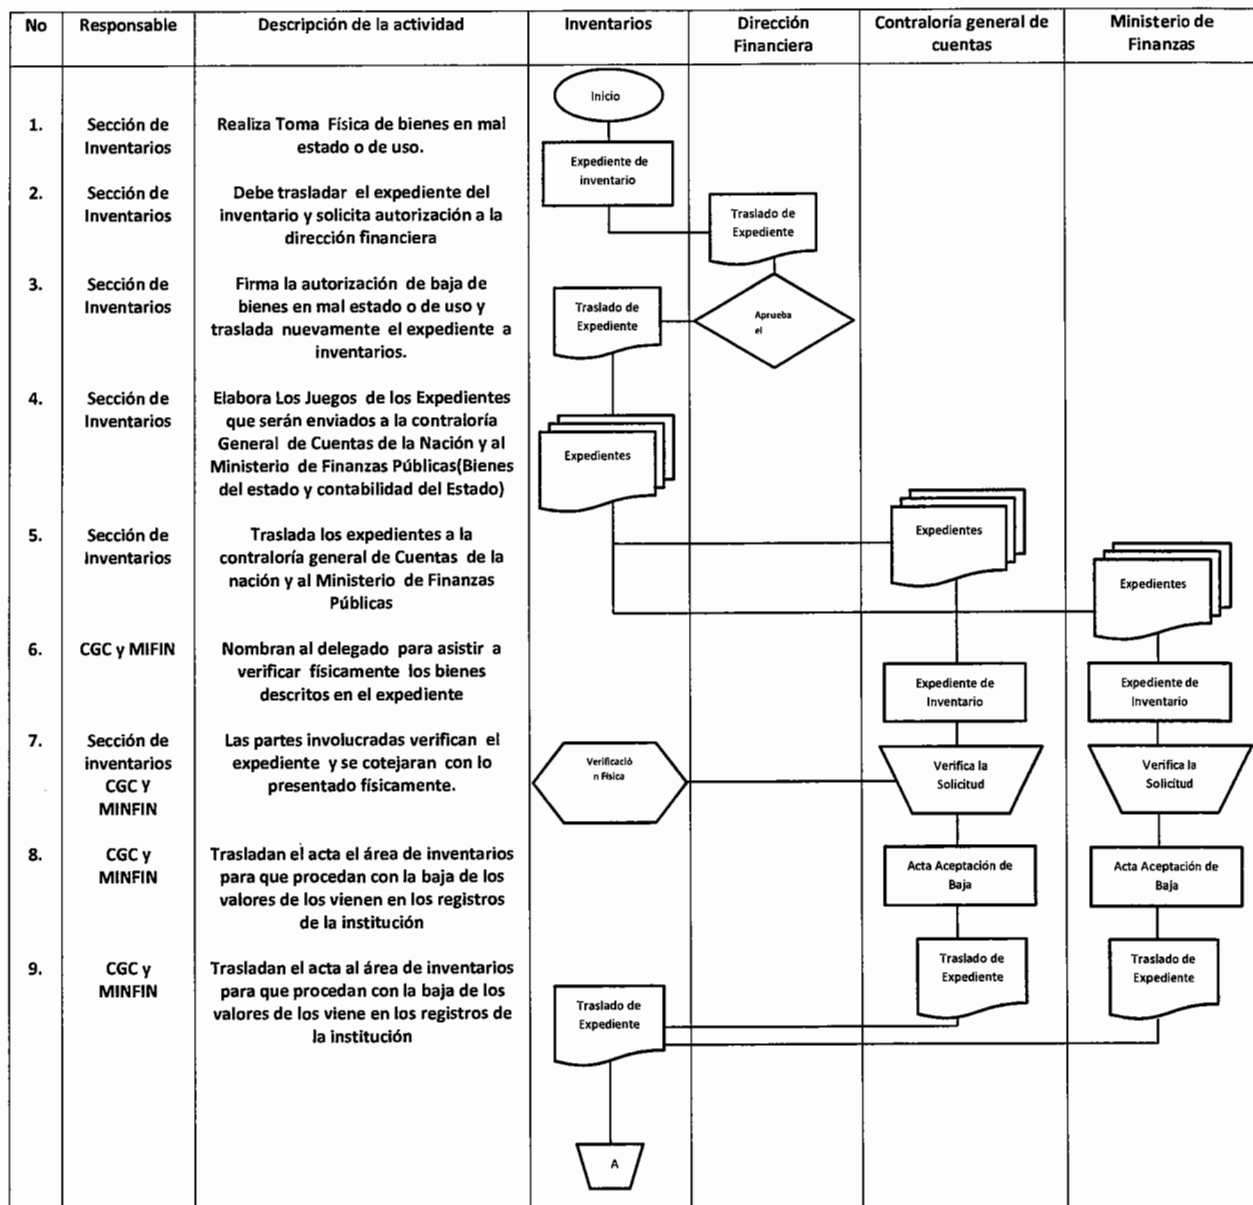 No
Responsable
Descripción de la actividad
Inventarios
Dirección
Financiera
Contraloría general de
cuentas
Ministerio de
Finanzas
Inicio
1.
Sección de
Inventarios
Realiza Toma Física de bienes en mal
estado o de uso.
Expediente de
inventario
2.
Sección de
Inventarios
Debe trasladar el expediente del
inventario y solicita autorización a la
dirección financiera
Traslado de
Expediente
3.
Sección de
Inventarios
Firma la autorización de baja de
bienes en mal estado o de uso y
traslada nuevamente el expediente a
inventarios.
Traslado de
Expediente
Aprueba
el
4.
Sección de
Inventarios
Elabora Los Juegos de los Expedientes
que serán enviados a la contraloría
General de Cuentas de la Nación y al
Ministerio de Finanzas Públicas(Bienes
del estado y contabilidad del Estado)
Expedientes
5.
Sección de
Inventarios
Traslada los expedientes a la
contraloría general de Cuentas de la
nación y al Ministerio de Finanzas
Públicas
Expedientes
Expedientes
6.
CGC y MIFIN
Nombran al delegado para asistir a
verificar físicamente los bienes
descritos en el expediente
Expediente de
Inventario
Expediente de
Inventario
7.
Sección de
inventarios
CGC Y
MINFIN
Las partes involucradas verifican el
expediente y se cotejaran con lo
presentado físicamente.
Verificació
n Física
Verifica la
Solicitud
Verifica la
Solicitud
8.
CGC y
MINFIN
Trasladan el acta el área de inventarios
para que procedan con la baja de los
valores de los vienen en los registros
de la institución
Acta Aceptación de
Baja
Acta Aceptación de
Baja
9.
CGC y
MINFIN
Trasladan el acta al área de inventarios
para que procedan con la baja de los
valores de los viene en los registros de
la institución
Traslado de
Expediente
Traslado de
Expediente
Traslado de
Expediente
A